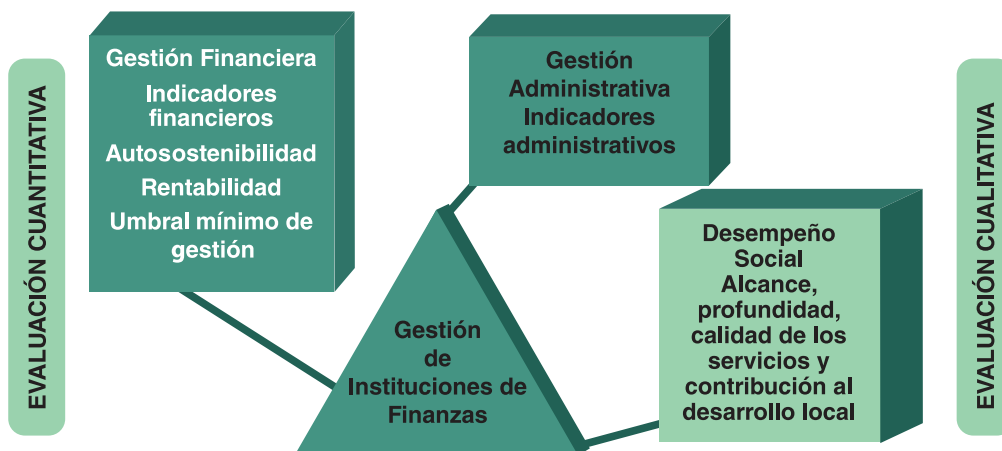 EVALUACIÓN CUANTITATIVA
Gestión Financiera
Indicadores
financieros
Autosostenibilidad
Rentabilidad
Umbral mínimo de
gestión
Gestión
Administrativa
Indicadores
administrativos
Gestión
de
Instituciones de
Finanzas
Desempeño
Social
Alcance,
profundidad,
calidad de los
servicios y
contribución al
desarrollo local
EVALUACIÓN CUALITATIVA